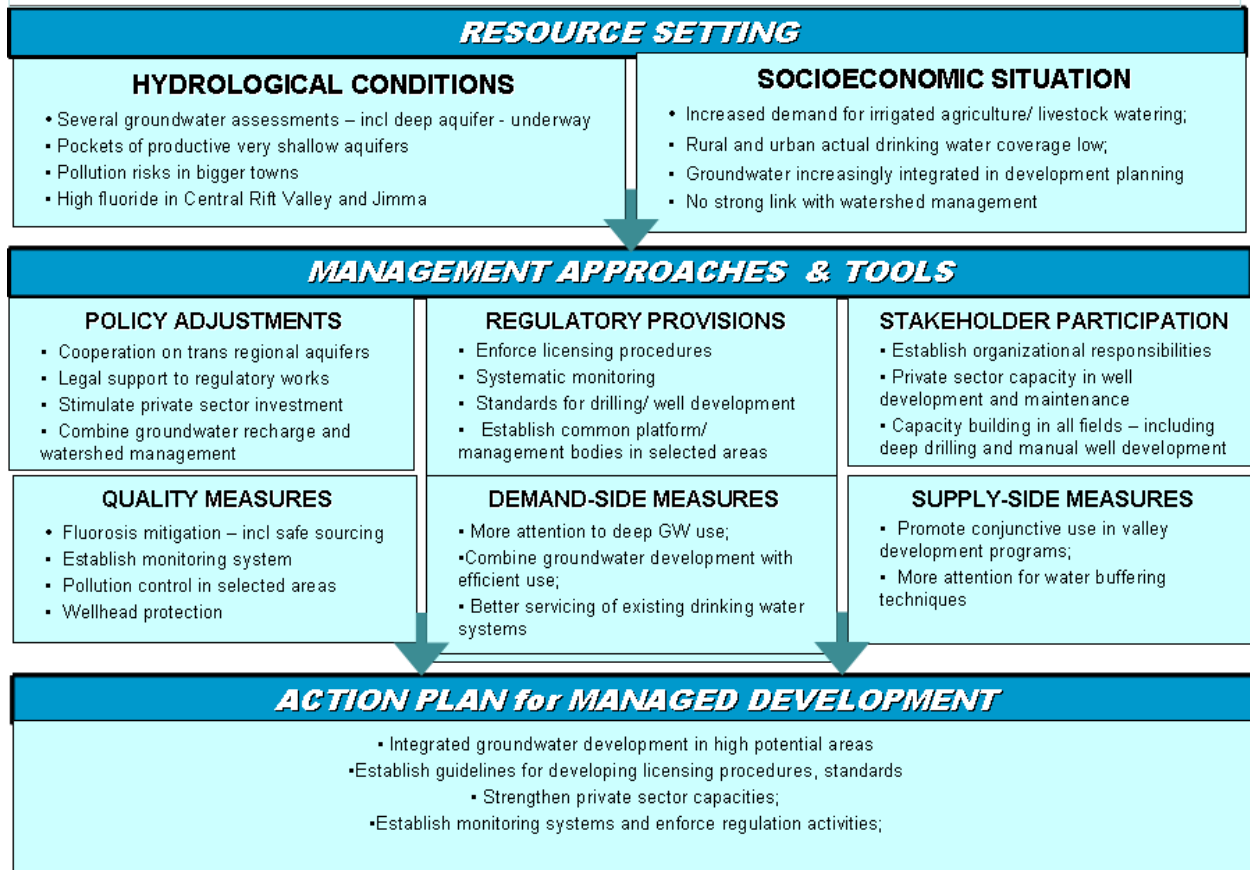 RESOURCE SETTING
HYDROLOGICAL CONDITIONS
• Several groundwater assessments – incl deep aquifer - underway
• Pockets of productive very shallow aquifers
• Pollution risks in bigger towns
• High fluoride in Central Rift Valley and Jimma
SOCIOECONOMIC SITUATION
• Increased demand for irrigated agriculture/ livestock watering;
• Rural and urban actual drinking water coverage low;
• Groundwater increasingly integrated in development planning
• No strong link with watershed management
MANAGEMENT APPROACHES & TOOLS
POLICY ADJUSTMENTS
▪ Cooperation on trans regional aquifers
▪ Legal support to regulatory works
▪ Stimulate private sector investment
▪ Combine groundwater recharge and
watershed management
REGULATORY PROVISIONS
▪ Enforce licensing procedures
▪ Systematic monitoring
▪ Standards for drilling/ well development
▪ Establish common platform/
management bodies in selected areas
STAKEHOLDER PARTICIPATION
▪ Establish organizational responsibilities
▪ Private sector capacity in well
development and maintenance
▪ Capacity building in all fields – including
deep drilling and manual well development
QUALITY MEASURES
• Fluorosis mitigation – incl safe sourcing
▪ Establish monitoring system
▪ Pollution control in selected areas
▪ Wellhead protection
DEMAND-SIDE MEASURES
▪ More attention to deep GW use;
▪Combine groundwater development with
efficient use;
▪ Better servicing of existing drinking water
systems
SUPPLY-SIDE MEASURES
▪ Promote conjunctive use in valley
development programs;
▪ More attention for water buffering
techniques
ACTION PLAN for MANAGED DEVELOPMENT
▪ Integrated groundwater development in high potential areas
▪Establish guidelines for developing licensing procedures, standards
▪ Strengthen private sector capacities;
▪Establish monitoring systems and enforce regulation activities;